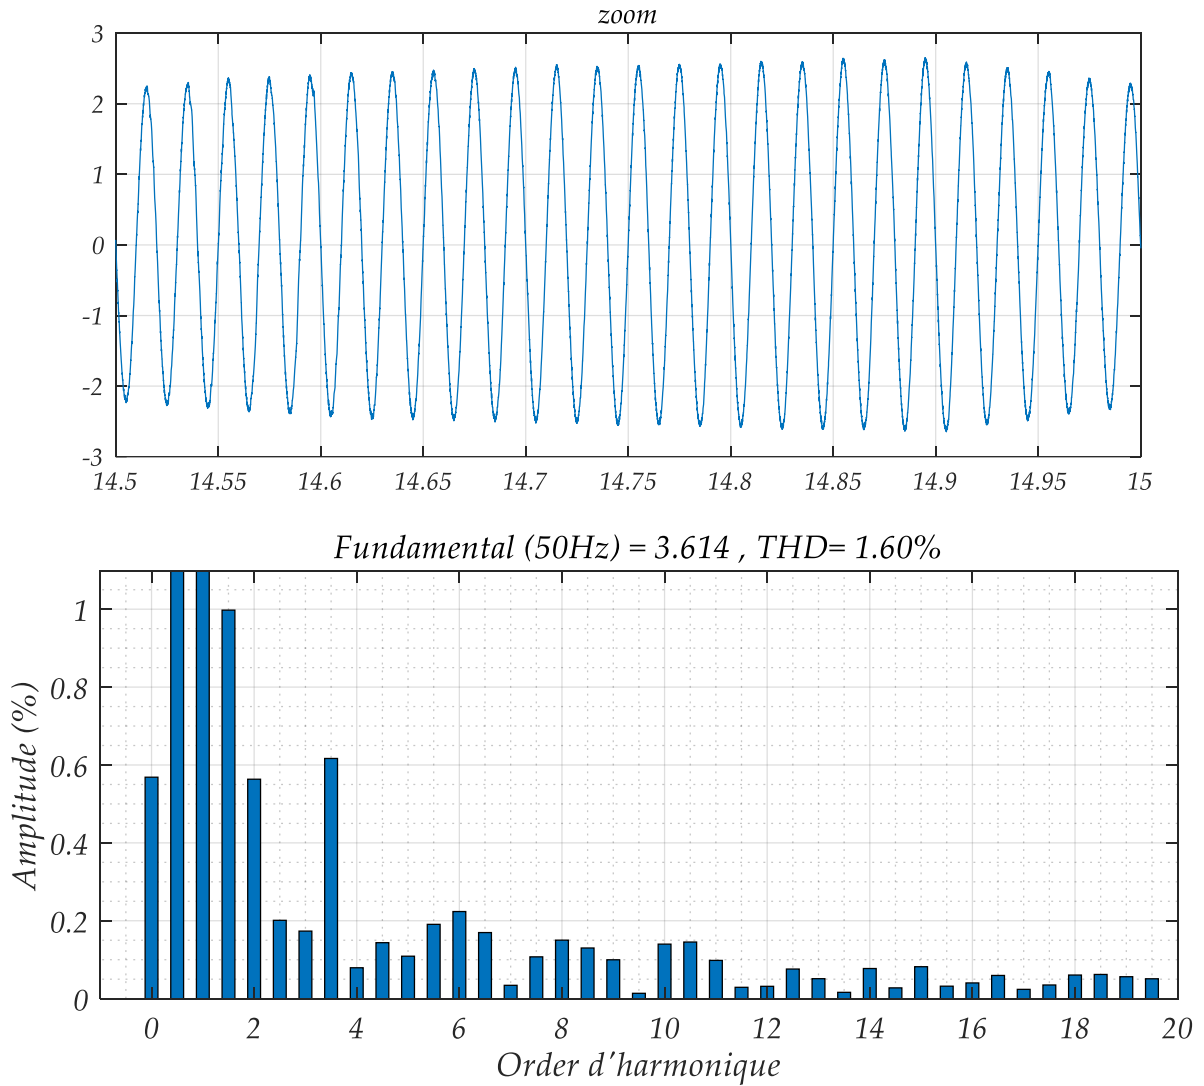 zoom
3
2
1
0
-1
-2
-3
14.5 14.55 14.6 14.65 14.7 14.75 14.8 14.85 14.9 14.95 15
Fundamental (50Hz) = 3.614 , THD= 1.60%
Amplitude (%)
1
0.8
0.6
0.4
0.2
0
0 2 4 6 8 10 12 14 16 18 20
Order d'harmonique